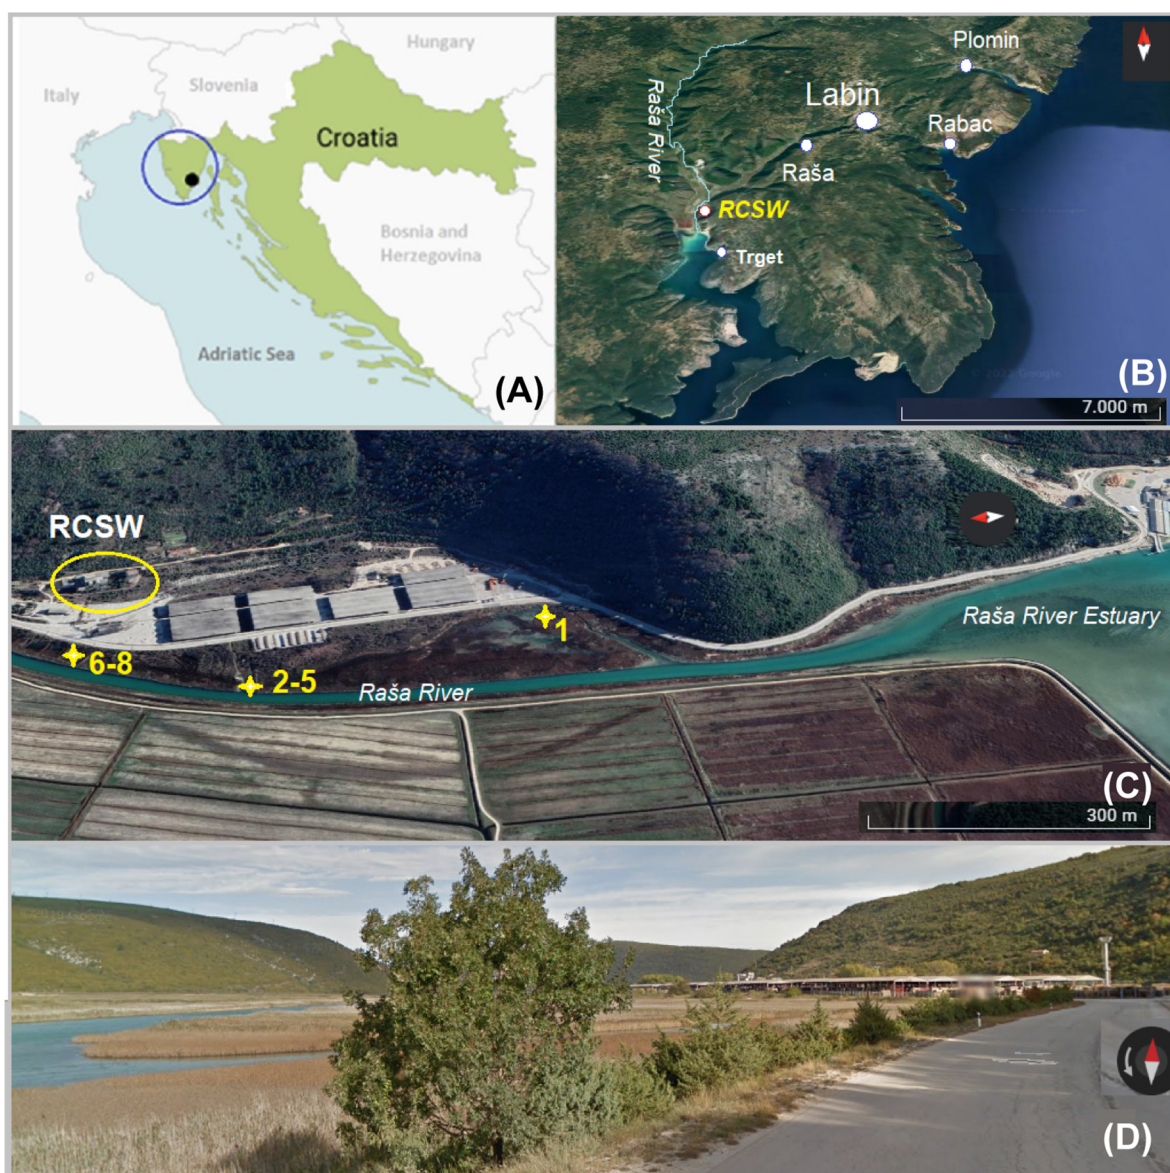 Hungary
Slovenia
Italy
Croatia
Bosnia and
Herzegovina
Adriatic Sea
(A)
Plomin
Labin
Rabac
Raša River
Raša
RCSW
Trget
(B)
7.000 m
RCSW
1
Raša River Estuary
6-8
2-5
Raša River
(C)
300 m
(D)